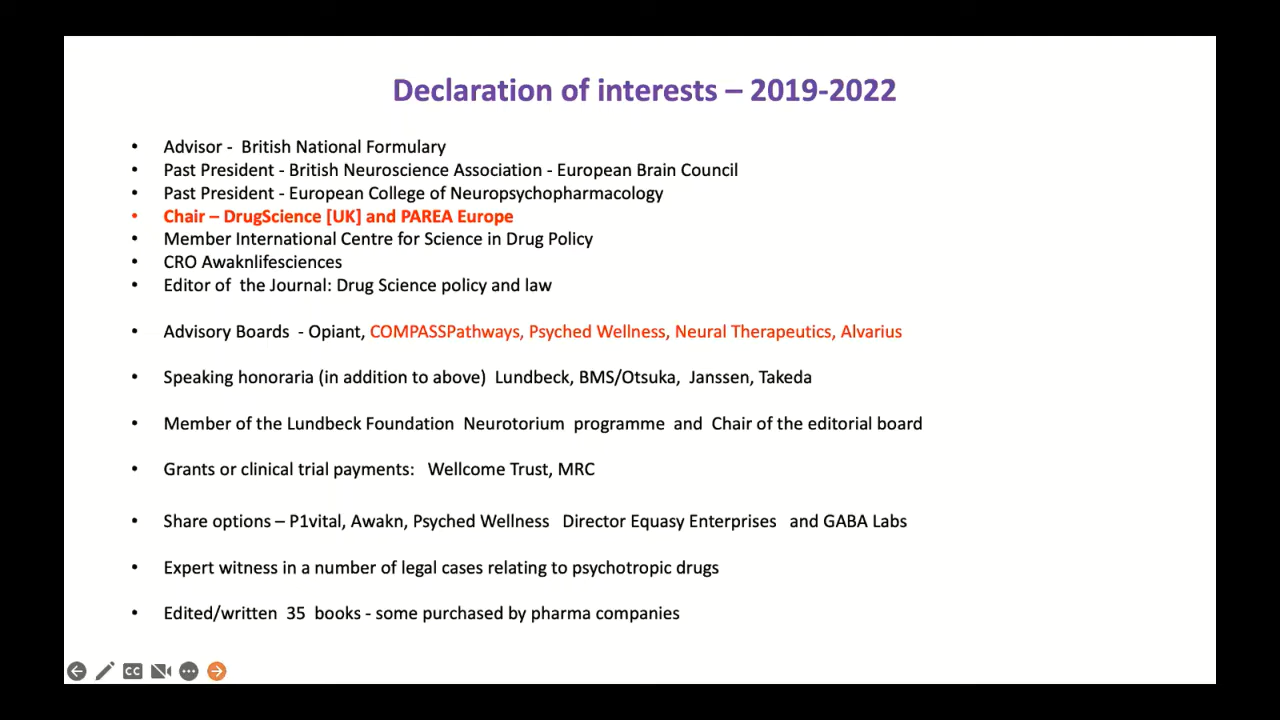 Declaration of interests – 2019-2022
• Advisor - British National Formulary
• Past President - British Neuroscience Association - European Brain Council
• Past President - European College of Neuropsychopharmacology
• Chair – DrugScience [UK] and PAREA Europe
• Member International Centre for Science in Drug Policy
• CRO Awaknlifesciences
• Editor of the Journal: Drug Science policy and law
• Advisory Boards - Opiant, COMPASSPathways, Psyched Wellness, Neural Therapeutics, Alvarius
• Speaking honoraria (in addition to above) Lundbeck, BMS/Otsuka, Janssen, Takeda
• Member of the Lundbeck Foundation Neurotorium programme and Chair of the editorial board
• Grants or clinical trial payments: Wellcome Trust, MRC
• Share options – P1vital, Awakn, Psyched Wellness Director Equasy Enterprises and GABA Labs
• Expert witness in a number of legal cases relating to psychotropic drugs
• Edited/written 35 books - some purchased by pharma companies
CC